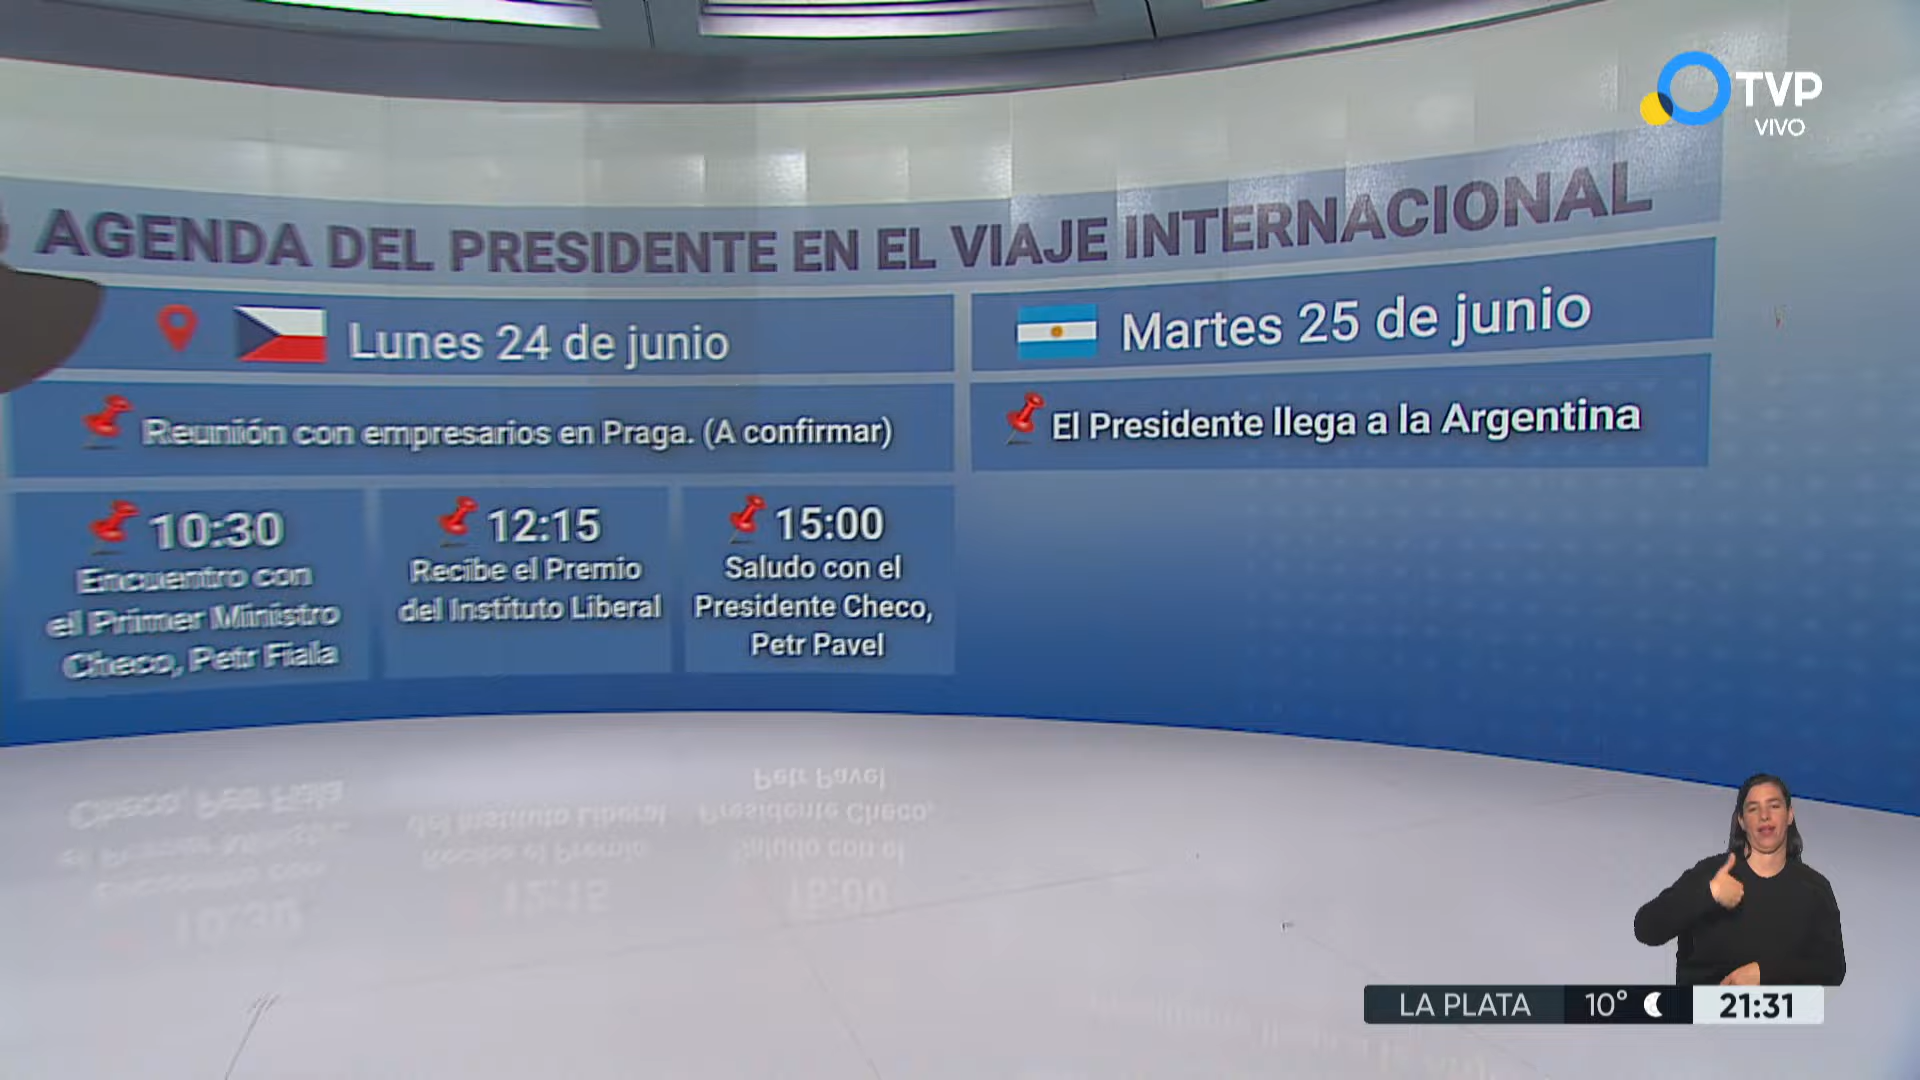 TVP
VIVO
AGENDA DEL PRESIDENTE EN EL VIAJE INTERNACIONAL
Lunes 24 de junio
Reunión con empresarios en Praga. (A confirmar)
10:30
Encuentro con
el Primer Ministro
Checo, Petr Fiala
12:15
Recibe el Premio
del Instituto Liberal
15:00
Saludo con el
Presidente Checo,
Petr Pavel
Martes 25 de junio
El Presidente llega a la Argentina
LA PLATA 10° 21:31